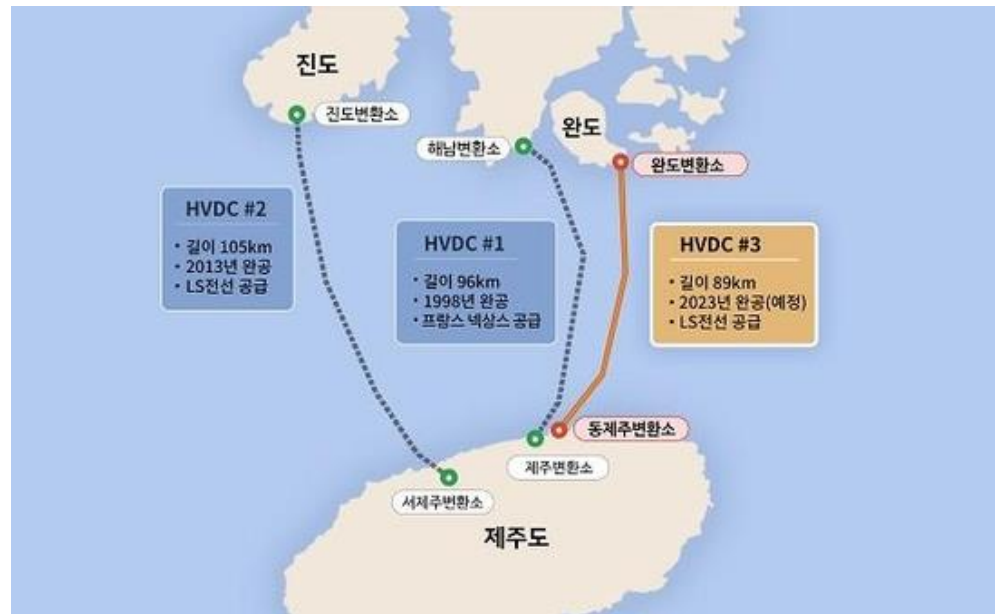 진도
진도변환소
완도
해남변환소
완도변환소
HVDC #2
• 길이 105km
• 2013년 완공
• LS전선 공급
HVDC #1
• 길이 96km
• 1998년 완공
• 프랑스 넥상스 공급
HVDC #3
• 길이 89km
• 2023년 완공(예정)
• LS전선 공급
동제주변환소
제주변환소
서제주변환소
제주도